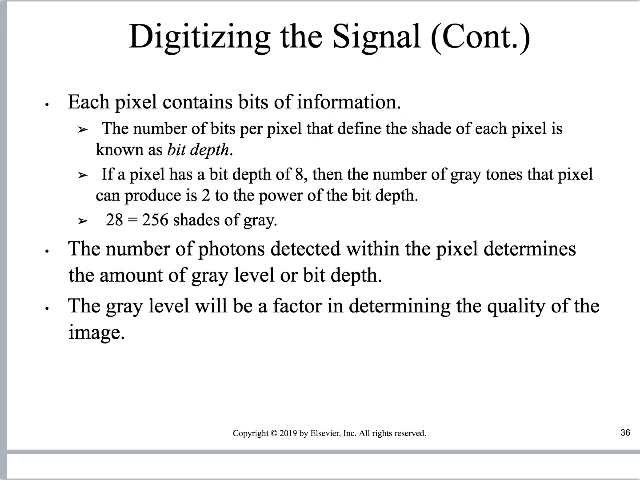 Digitizing the Signal (Cont.)
• Each pixel contains bits of information.
➢ The number of bits per pixel that define the shade of each pixel is
known as bit depth.
➢ If a pixel has a bit depth of 8, then the number of gray tones that pixel
can produce is 2 to the power of the bit depth.
➢ 28 = 256 shades of gray.
• The number of photons detected within the pixel determines
the amount of gray level or bit depth.
• The gray level will be a factor in determining the quality of the
image.
Copyright © 2019 by Elsevier, Inc. All rights reserved.
36